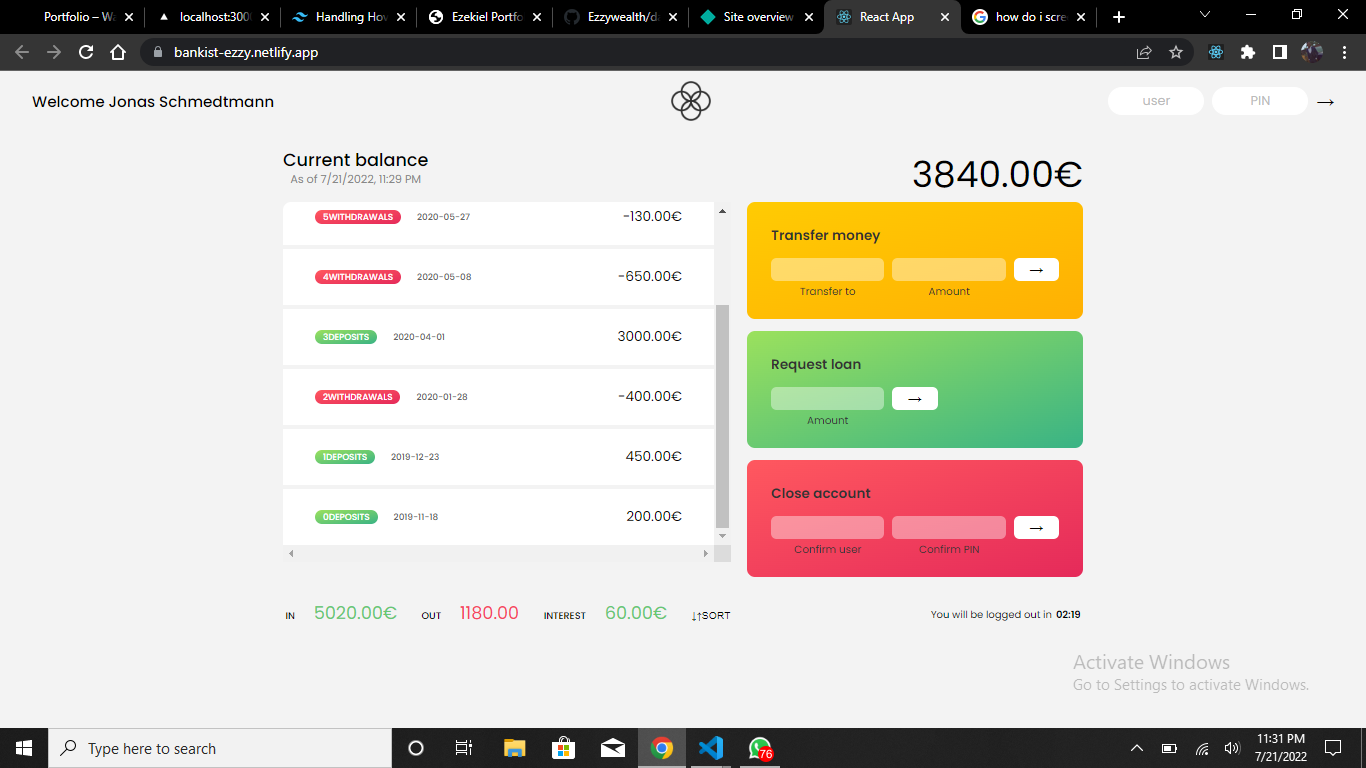 Portfolio – Wa
localhost:300
Handling Hov
Ezekiel Portfo
Ezzywealth/da
Site overview
React App
how do i scre
bankist-ezzy.netlify.app
Welcome Jonas Schmedtmann
user
PIN
→
Current balance
As of 7/21/2022, 11:29 PM
3840.00€
5WITHDRAWALS 2020-05-27 -130.00€
4WITHDRAWALS 2020-05-08 -650.00€
3DEPOSITS 2020-04-01 3000.00€
2WITHDRAWALS 2020-01-28 -400.00€
1DEPOSITS 2019-12-23 450.00€
0DEPOSITS 2019-11-18 200.00€
Transfer money
→
Transfer to Amount
Request loan
→
Amount
Close account
→
Confirm user Confirm PIN
IN 5020.00€ OUT 1180.00 INTEREST 60.00€ ↓↑SORT
You will be logged out in 02:19
Activate Windows
Go to Settings to activate Windows.
Type here to search
76
11:31 PM
7/21/2022